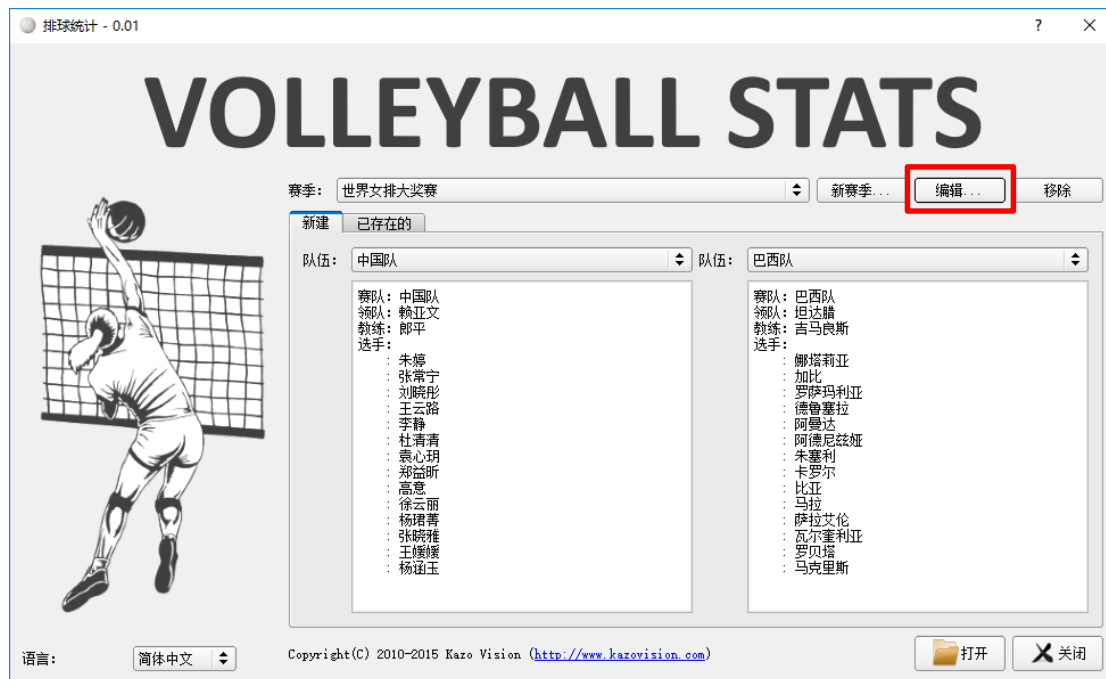 排球统计 - 0.01
?
VOLLEYBALL STATS
赛季: 世界女排大奖赛 新赛季... 编辑... 移除
新建 已存在的
队伍: 中国队 队伍: 巴西队
赛队: 中国队
领队: 赖亚文
教练: 郎平
选手:
: 朱婷
: 张常宁
: 刘晓彤
: 王云路
: 李静
: 杜清清
: 袁心玥
: 郑益昕
: 高意
: 徐云丽
: 杨珺菁
: 张晓雅
: 王媛媛
: 杨涵玉
赛队: 巴西队
领队: 坦达腊
教练: 吉马良斯
选手:
: 娜塔莉亚
: 加比
: 罗萨玛利亚
: 德鲁塞拉
: 阿曼达
: 阿德尼兹娅
: 朱塞利
: 卡罗尔
: 比亚
: 马拉
: 萨拉艾伦
: 瓦尔奎利亚
: 罗贝塔
: 马克里斯
语言: 简体中文 Copyright(C) 2010-2015 Kazo Vision (http://www.kazovision.com) 打开 关闭